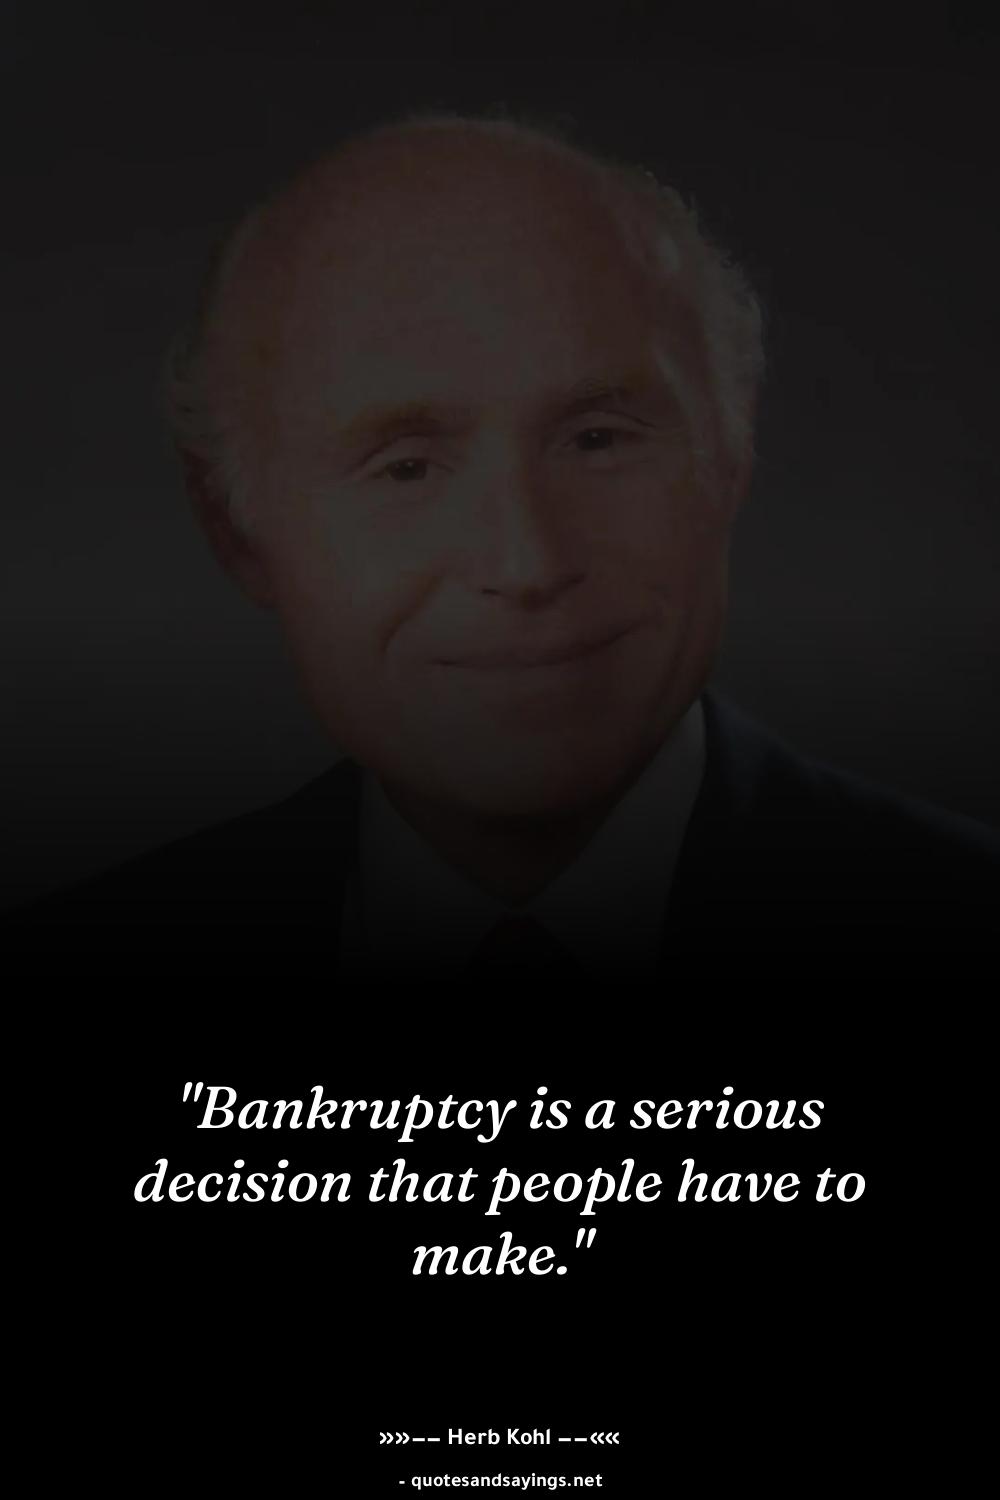 "Bankruptcy is a serious
decision that people have to
make."
»»−− Herb Kohl −−««
- quotesandsayings.net